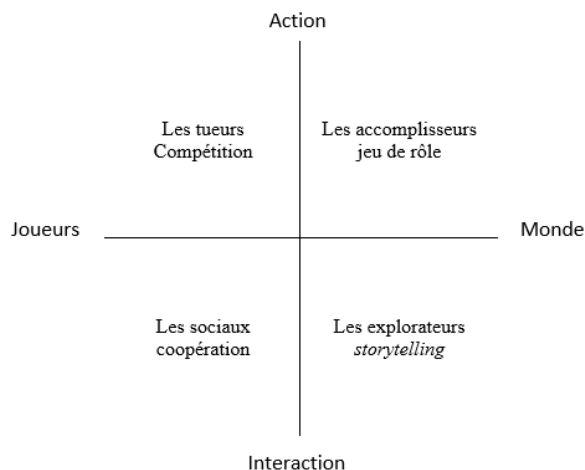 Action
Les tueurs
Compétition
Les accomplisseurs
jeu de rôle
Joueurs
Monde
Les sociaux
coopération
Les explorateurs
storytelling
Interaction